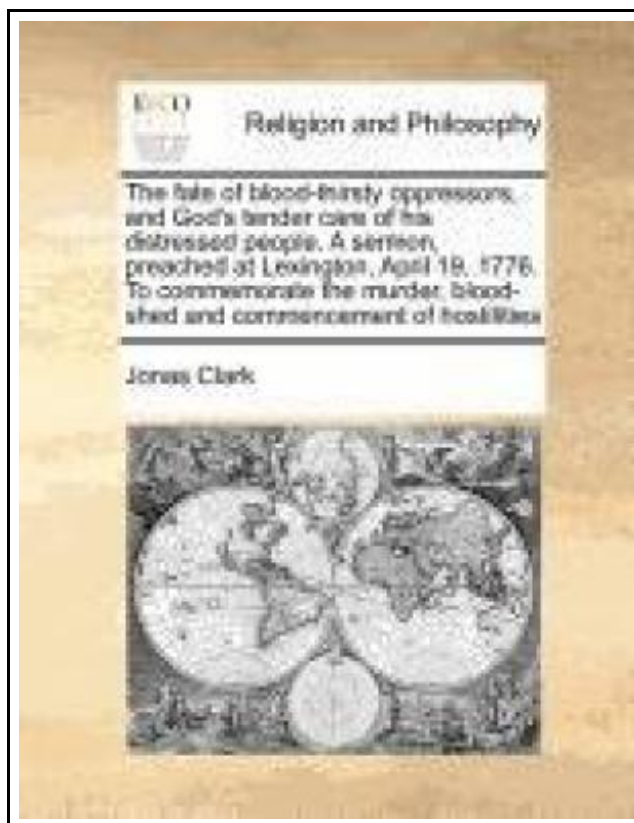 ECCO
Religion and Philosophy
The fate of blood-thirsty oppressors,
and God's tender care of his
distressed people. A sermon,
preached at Lexington, April 19, 1776.
To commemorate the murder, blood-
shed and commencement of hostilities
Jonas Clark